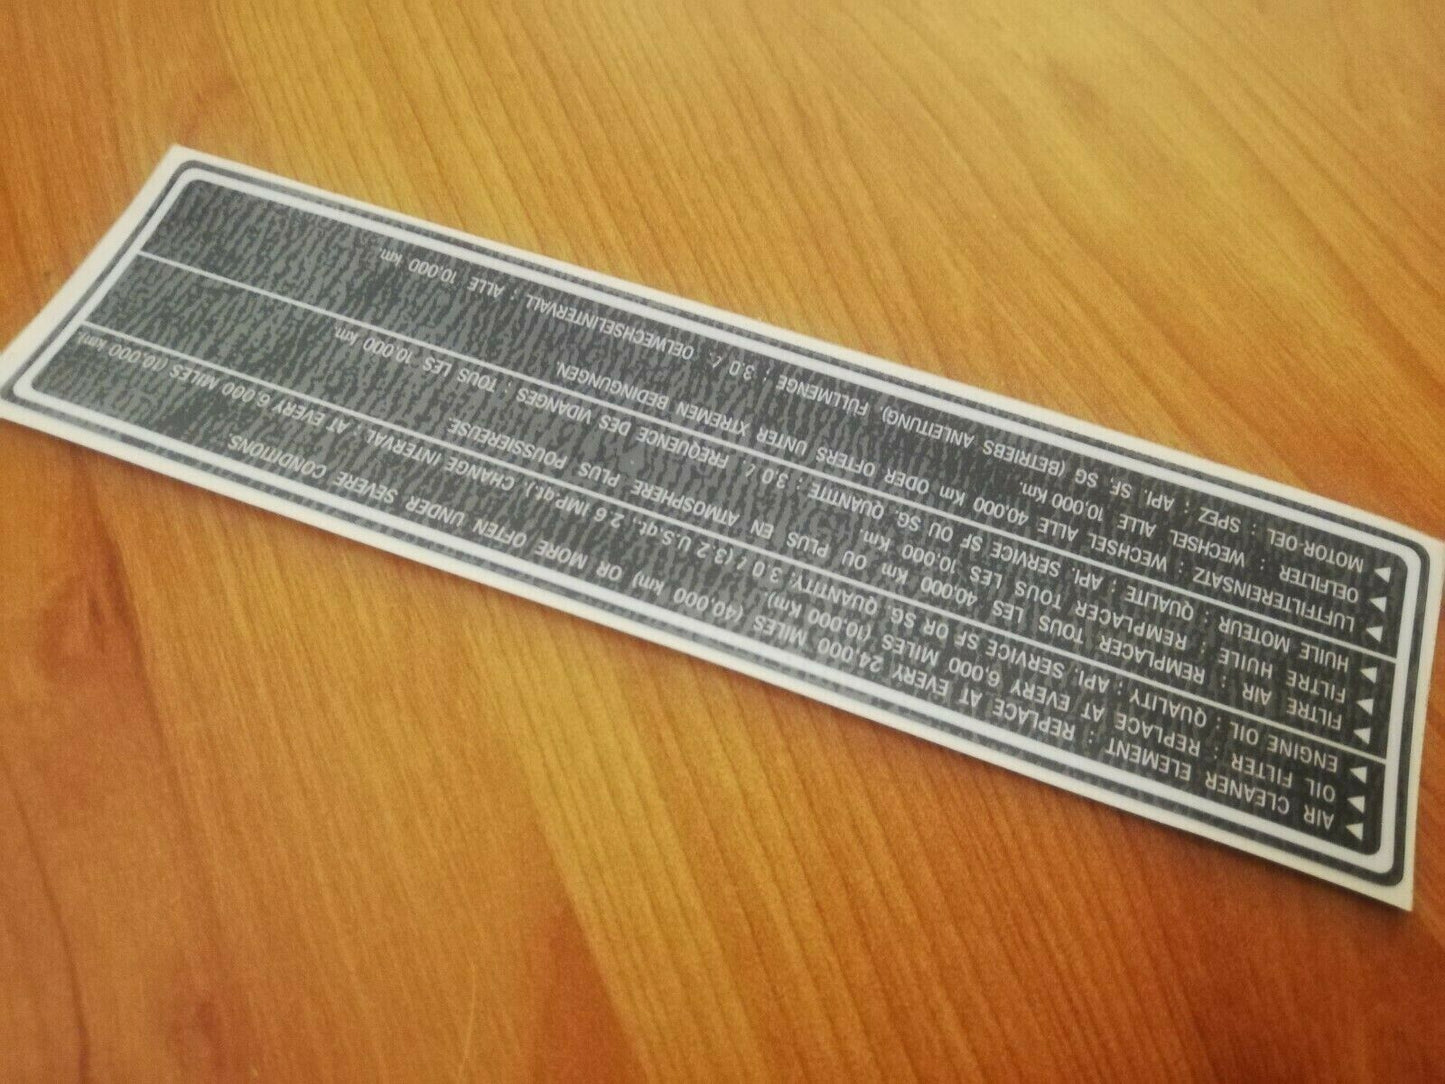 ▼ AIR CLEANER ELEMENT : REPLACE AT EVERY 24,000 MILES (40,000 km) OR MORE OFTEN UNDER SEVERE CONDITIONS
▼ OIL FILTER : REPLACE AT EVERY 6,000 MILES (10,000 Km).
▼ ENGINE OIL : QUALITY : API. SERVICE SF OR SG. QUANTITY: 3.0 ℓ (3.2 U.S.qt., 2.6 IMP.qt.), CHANGE INTERVAL , AT EVERY 6,000 MILES (10,000 km).
▼ FILTRE AIR : REMPLACER TOUS LES 40.000 Km OU PLUS EN ATMOSPHERE PLUS POUSSIEREUSE
▼ FILTRE HUILE : REMPLACER TOUS LES 10.000 Km.
▼ HUILE MOTEUR : QUALITE : API. SERVICE SF OU SG. QUANTITE : 3.0 ℓ FREQUENCE DES VIDANGES : TOUS LES 10.000 km.
▼ LUFTFILTEREINSATZ : WECHSEL ALLE 40.000 Km ODER OFTERS UNTER XTREMEN BEDINGUNGEN.
▼ OELFILTER : WECHSEL ALLE 10.000 Km.
▼ MOTOR-OEL : SPEZ : API. SF, SG (BETRIEBS ANLEITUNG), FÜLLMENGE : 3.0 ℓ. OELWECHSELINTERVALL : ALLE 10.000 km.